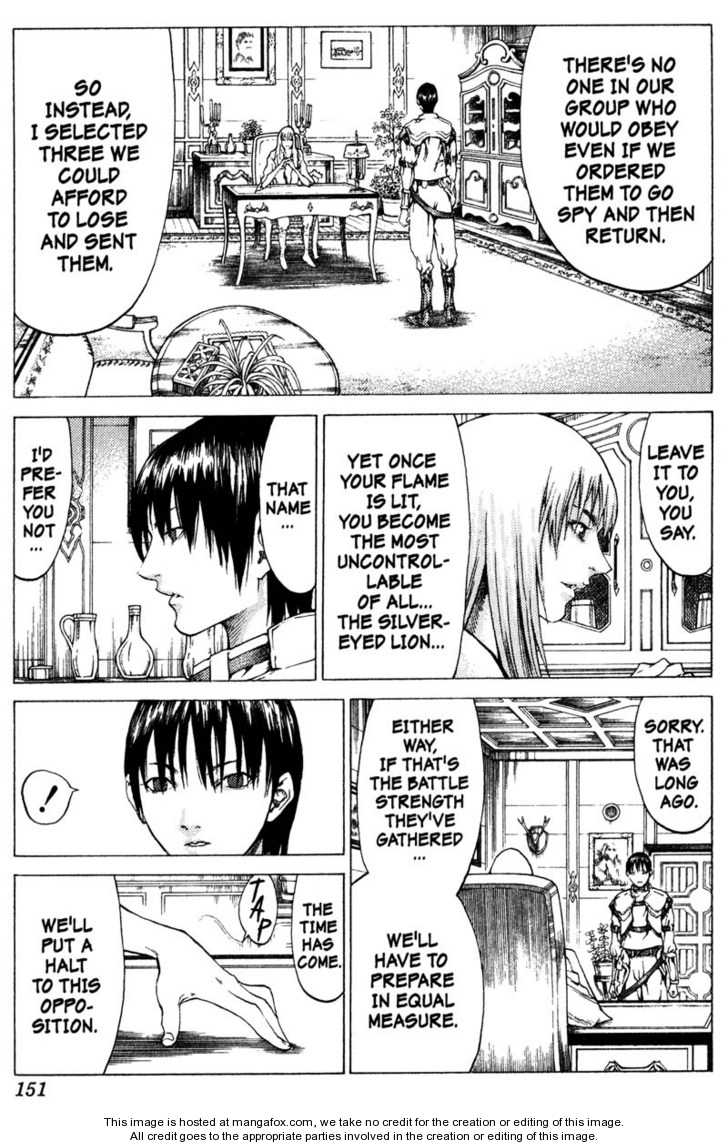 THERE'S NO
ONE IN OUR
GROUP WHO
WOULD OBEY
EVEN IF WE
ORDERED
THEM TO GO
SPY AND THEN
RETURN.
SO
INSTEAD,
I SELECTED
THREE WE
COULD
AFFORD
TO LOSE
AND SENT
THEM.
LEAVE
IT TO
YOU,
YOU
SAY.
YET ONCE
YOUR FLAME
IS LIT,
YOU BECOME
THE MOST
UNCONTROL-
LABLE
OF ALL...
THE SILVER-
EYED LION...
THAT
NAME
...
I'D
PRE-
FER
YOU
NOT
...
SORRY.
THAT
WAS
LONG
AGO.
EITHER
WAY,
IF THAT'S
THE BATTLE
STRENGTH
THEY'VE
GATHERED
...
WE'LL
HAVE TO
PREPARE
IN EQUAL
MEASURE.
!
TAP
THE
TIME
HAS
COME.
WE'LL
PUT A
HALT
TO THIS
OPPO-
SITION.
151
This image is hosted at mangafox.com, we take no credit for the creation or editing of this image.
All credit goes to the appropriate parties involved in the creation or editing of this image.